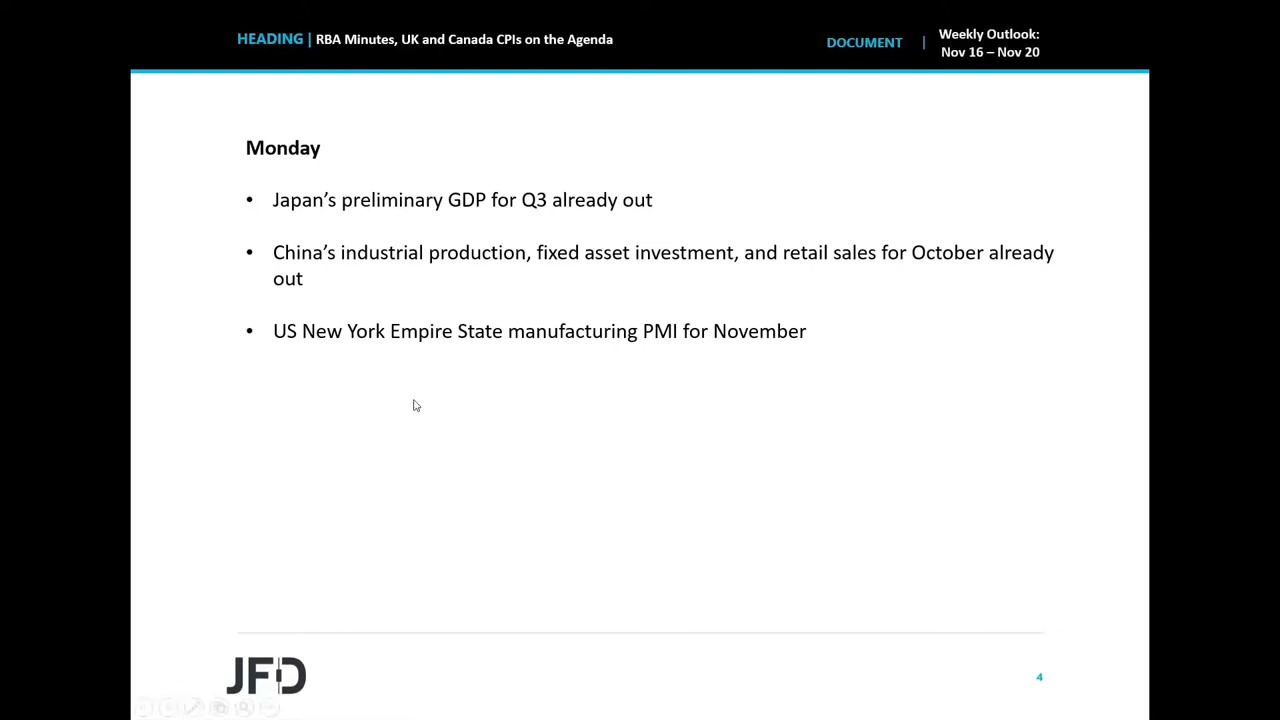 HEADING | RBA Minutes, UK and Canada CPIs on the Agenda
DOCUMENT | Weekly Outlook:
Nov 16 – Nov 20
Monday
• Japan’s preliminary GDP for Q3 already out
• China’s industrial production, fixed asset investment, and retail sales for October already
out
• US New York Empire State manufacturing PMI for November
JFD
4